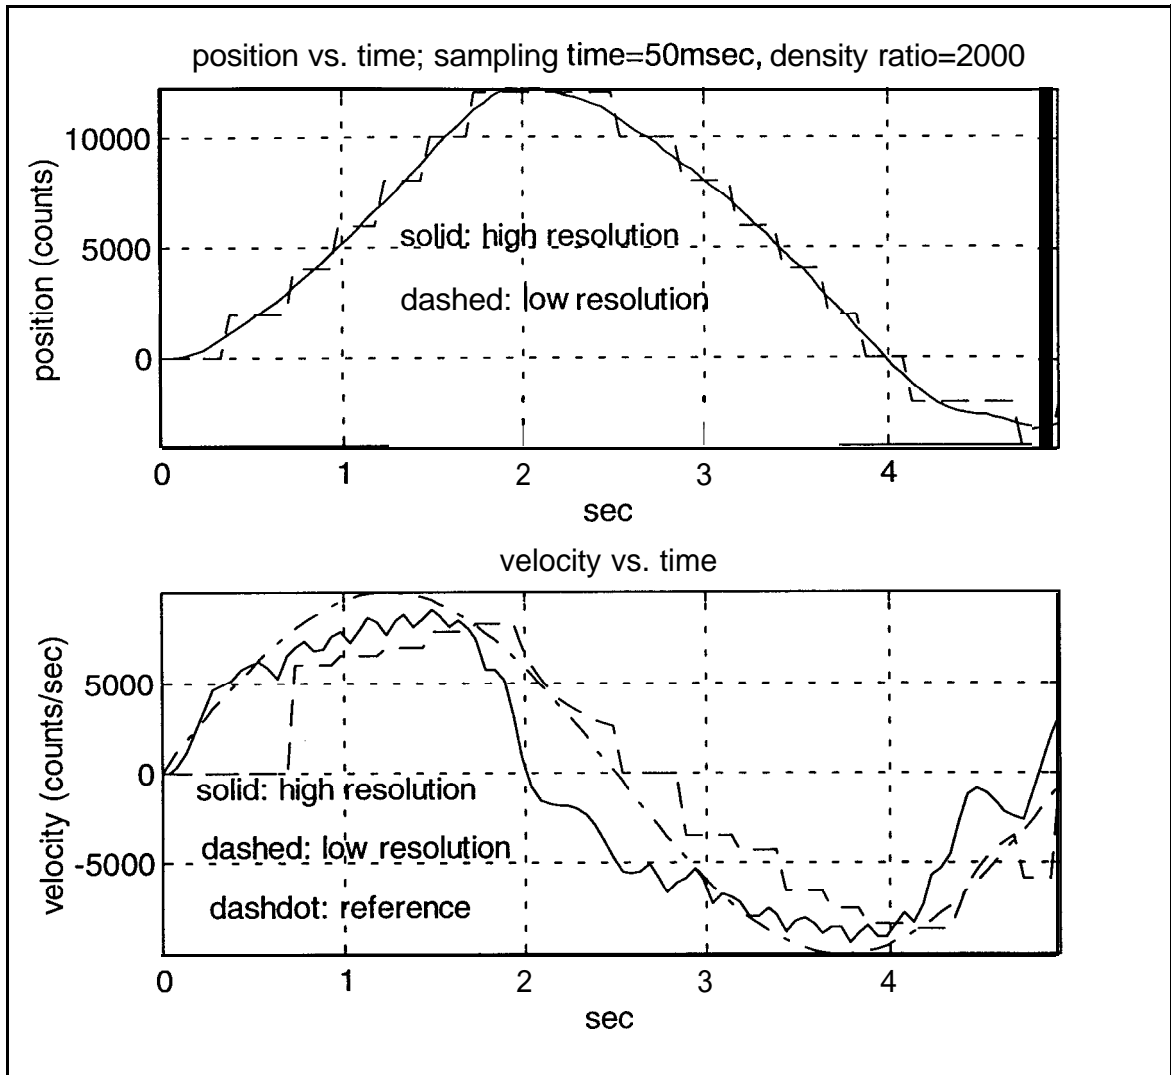 position vs. time; sampling time=50msec, density ratio=2000
10000
5000
0
position (counts)
solid: high resolution
dashed: low resolution
0 1 2 3 4
sec
velocity vs. time
5000
0
-5000
velocity (counts/sec)
solid: high resolution
dashed: low resolution
dashdot: reference
0 1 2 3 4
sec